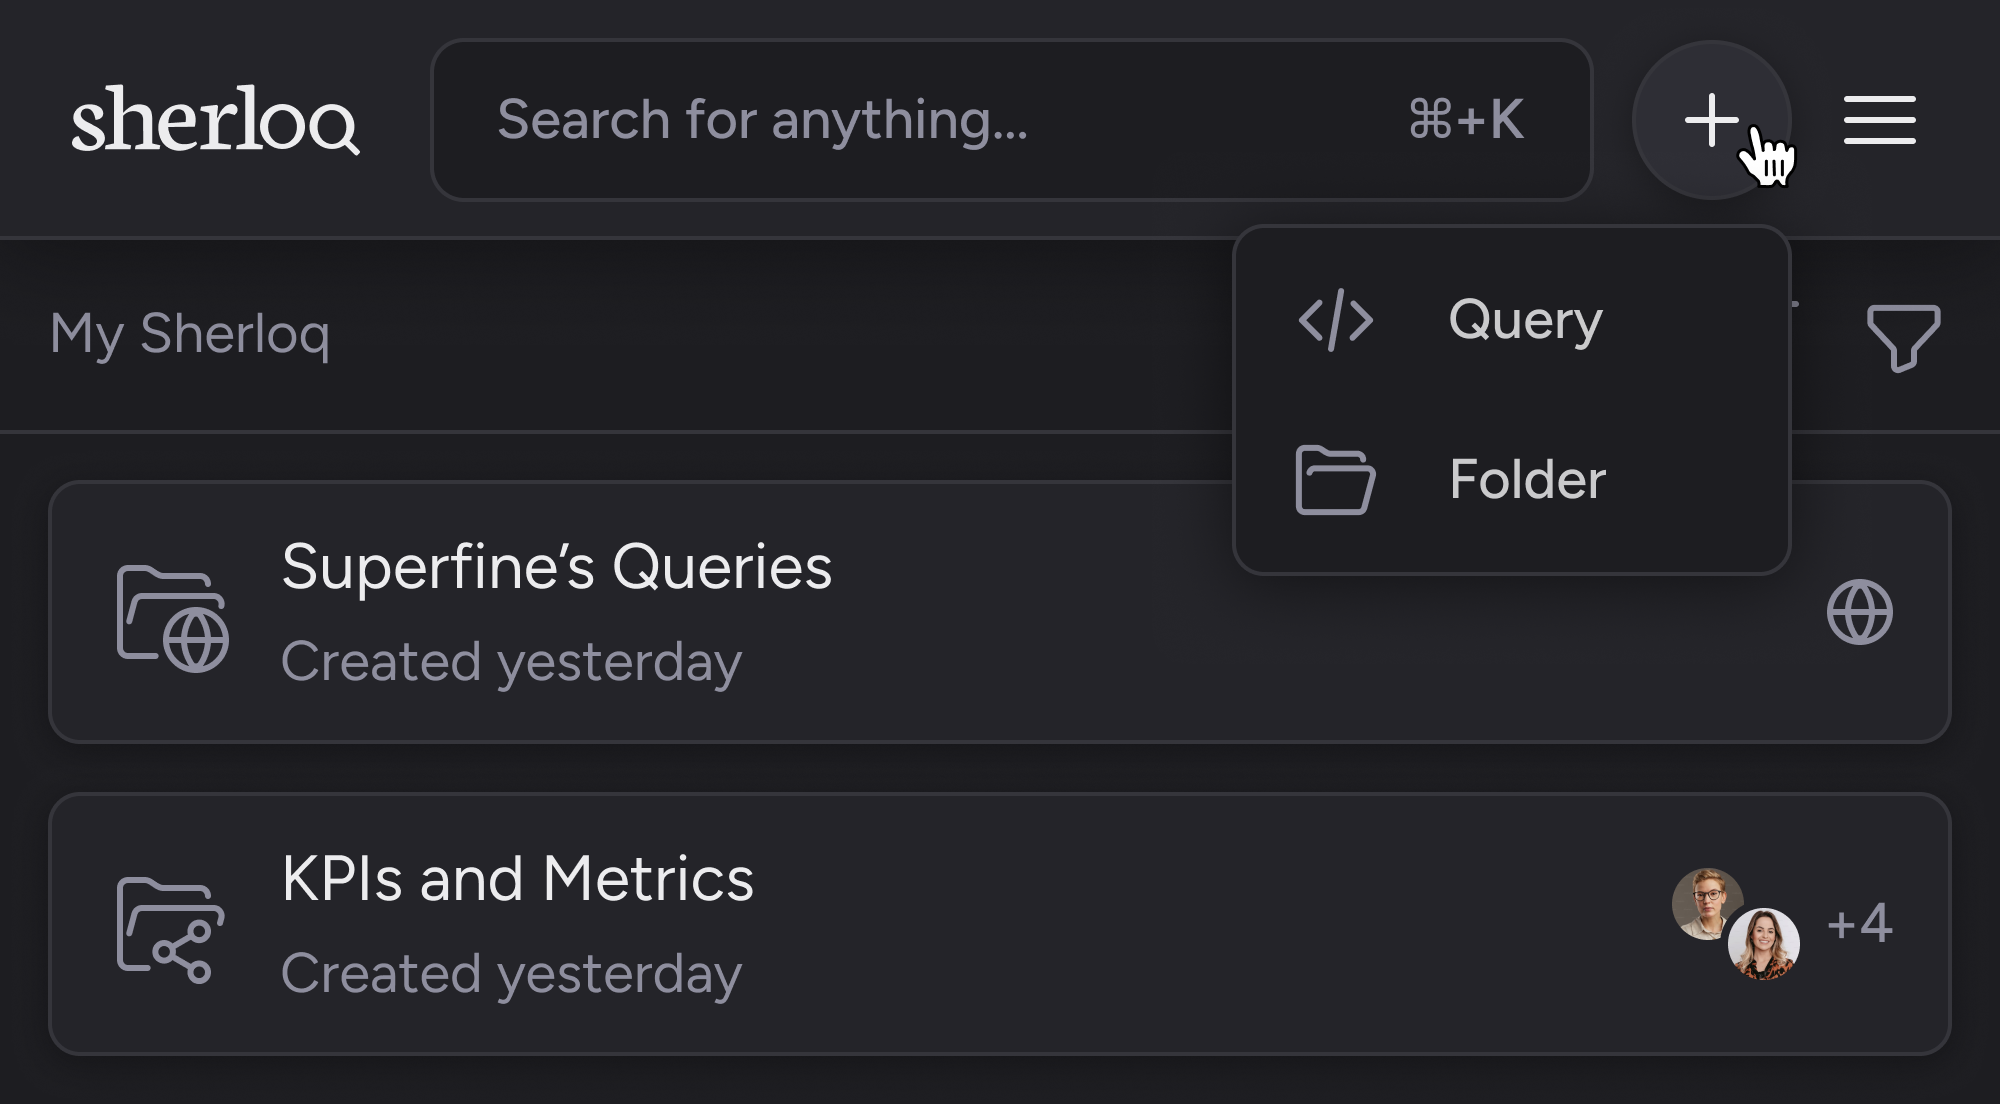 sherloq
Search for anything... ⌘+K
Query
My Sherloq
Folder
Superfine’s Queries
Created yesterday
KPIs and Metrics
Created yesterday
+4